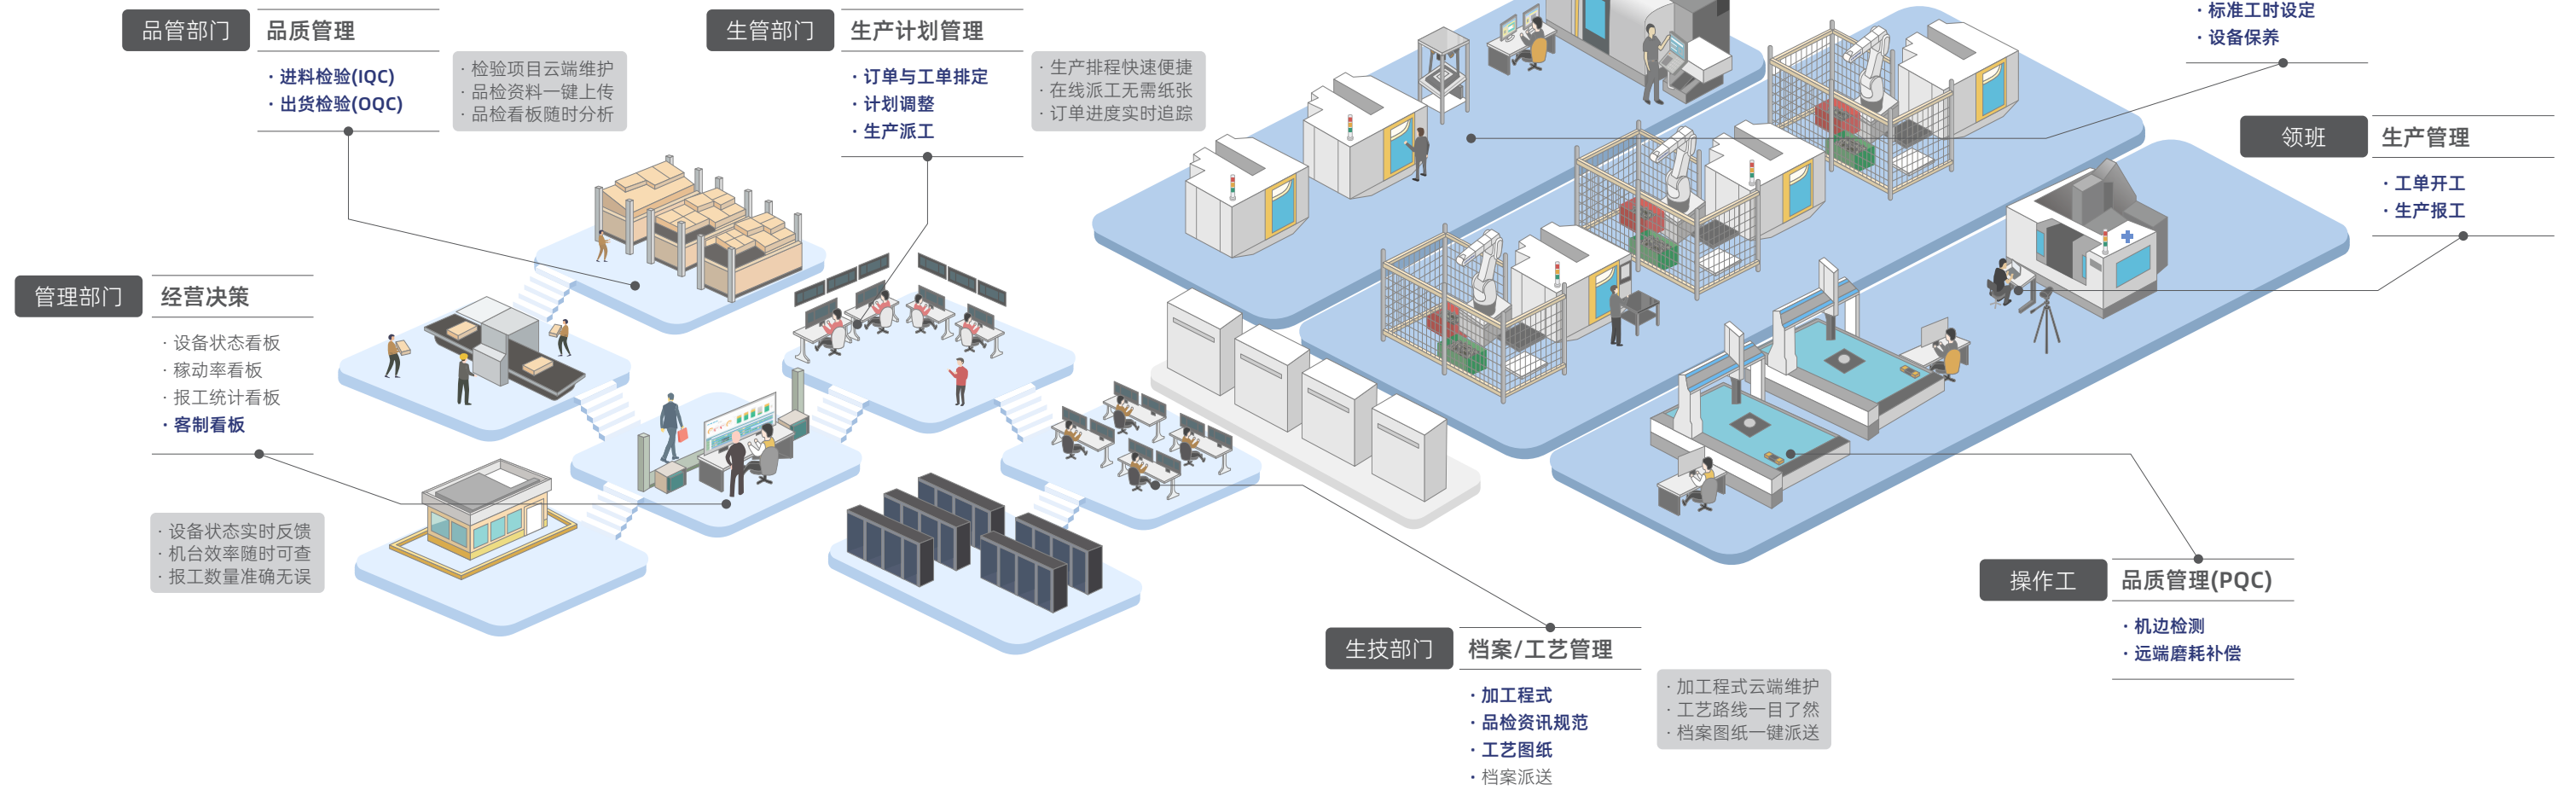 品管部门
品质管理
· 进料检验(IQC)
· 出货检验(OQC)
· 检验项目云端维护
· 品检资料一键上传
· 品检看板随时分析
生管部门
生产计划管理
· 订单与工单排定
· 计划调整
· 生产派工
· 生产排程快速便捷
· 在线派工无需纸张
· 订单进度实时追踪
· 标准工时设定
· 设备保养
领班
生产管理
· 工单开工
· 生产报工
管理部门
经营决策
· 设备状态看板
· 稼动率看板
· 报工统计看板
· 客制看板
· 设备状态实时反馈
· 机台效率随时可查
· 报工数量准确无误
操作工
品质管理(PQC)
· 机边检测
· 远端磨耗补偿
生技部门
档案/工艺管理
· 加工程式
· 品检资讯规范
· 工艺图纸
· 档案派送
· 加工程式云端维护
· 工艺路线一目了然
· 档案图纸一键派送